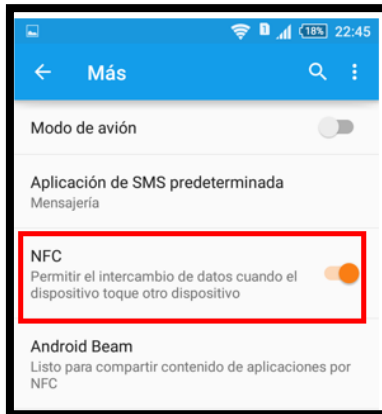 18% 22:45
Más
Modo de avión
Aplicación de SMS predeterminada
Mensajería
NFC
Permitir el intercambio de datos cuando el
dispositivo toque otro dispositivo
Android Beam
Listo para compartir contenido de aplicaciones por
NFC